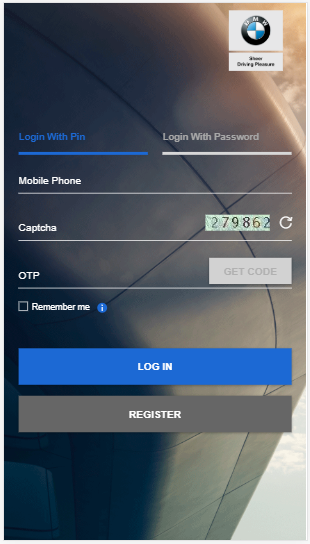 BMW
Sheer
Driving Pleasure
Login With Pin
Login With Password
Mobile Phone
Captcha
279862
OTP
GET CODE
Remember me
i
LOG IN
REGISTER